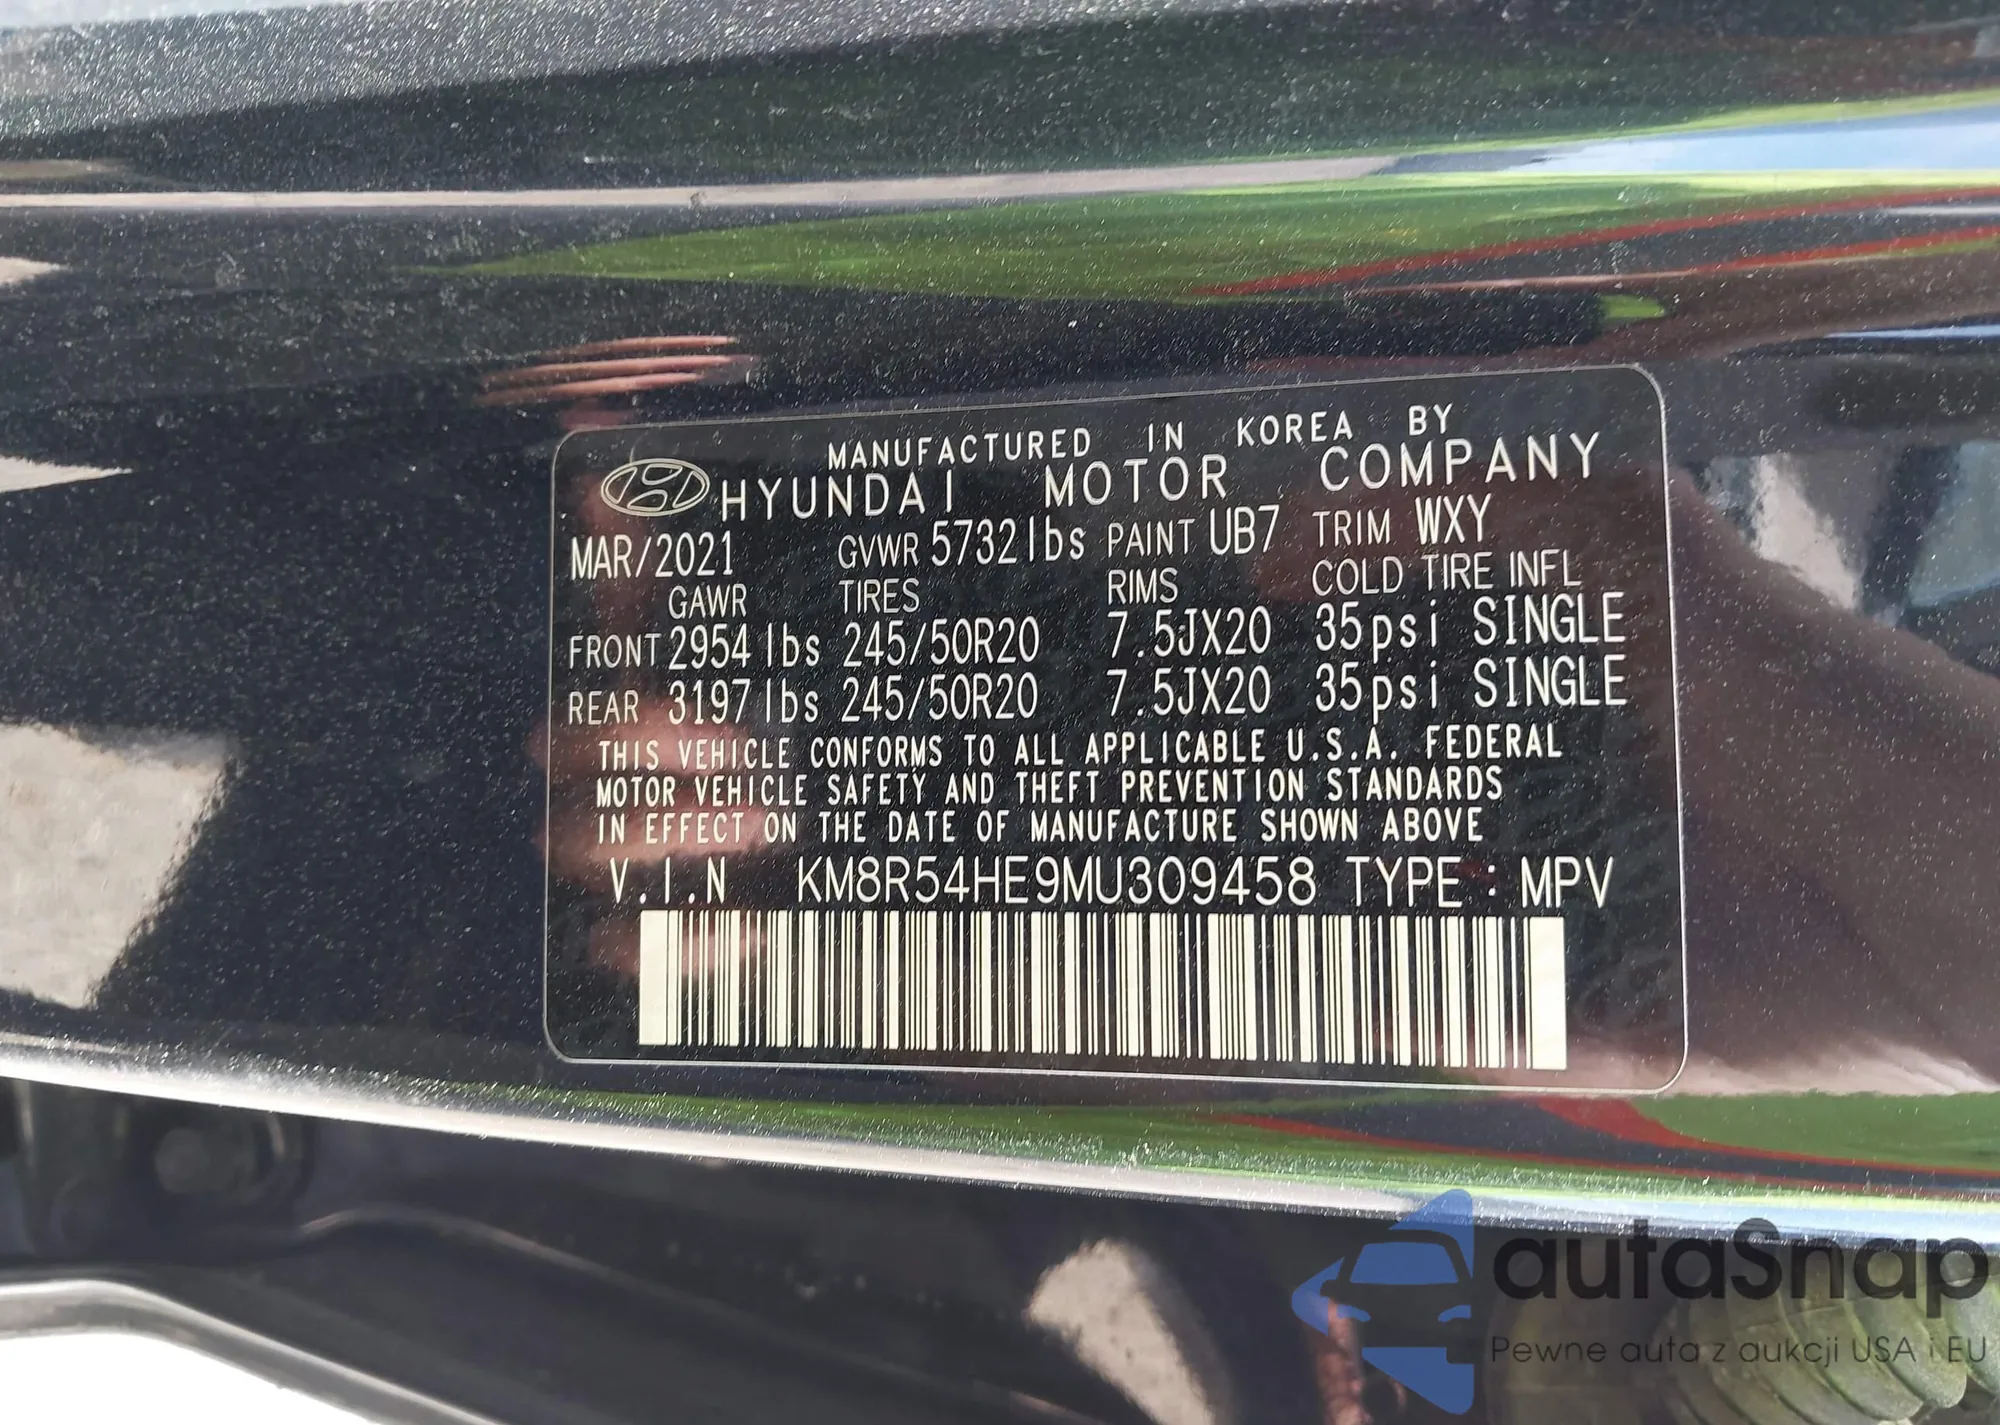 MANUFACTURED IN KOREA BY
HYUNDAI MOTOR COMPANY
MAR/2021 GVWR 5732lbs PAINT UB7 TRIM WXY
GAWR TIRES RIMS COLD TIRE INFL
FRONT 2954lbs 245/50R20 7.5JX20 35psi SINGLE
REAR 3197lbs 245/50R20 7.5JX20 35psi SINGLE
THIS VEHICLE CONFORMS TO ALL APPLICABLE U.S.A. FEDERAL
MOTOR VEHICLE SAFETY AND THEFT PREVENTION STANDARDS
IN EFFECT ON THE DATE OF MANUFACTURE SHOWN ABOVE
V.I.N KM8R54HE9MU309458 TYPE : MPV
autaSnap
Pewne auta z aukcji USA i EU